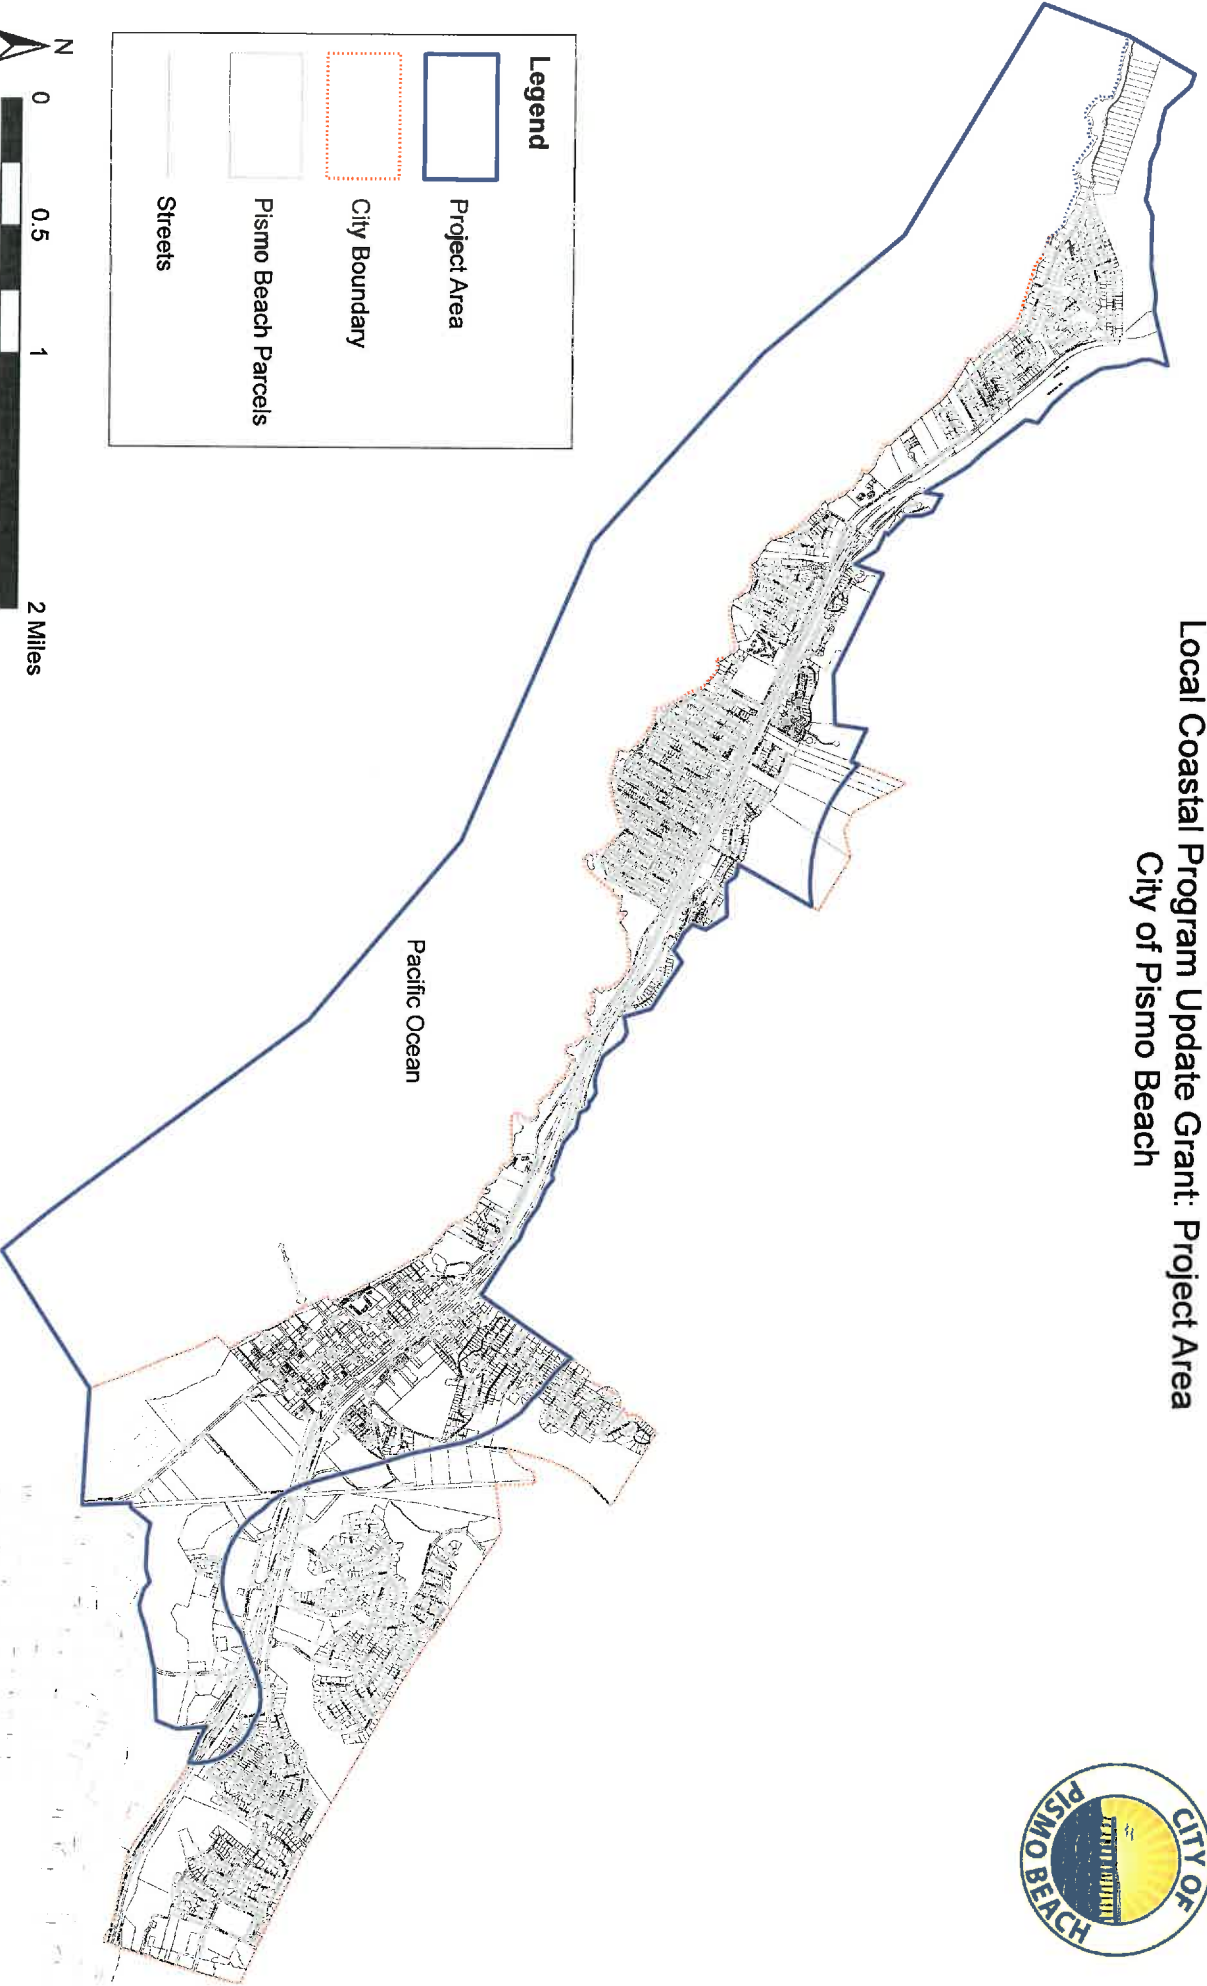 Local Coastal Program Update Grant: Project Area
City of Pismo Beach
CITY OF
PISMO BEACH
Pacific Ocean
Legend
Project Area
City Boundary
Pismo Beach Parcels
Streets
N
0 0.5 1 2 Miles